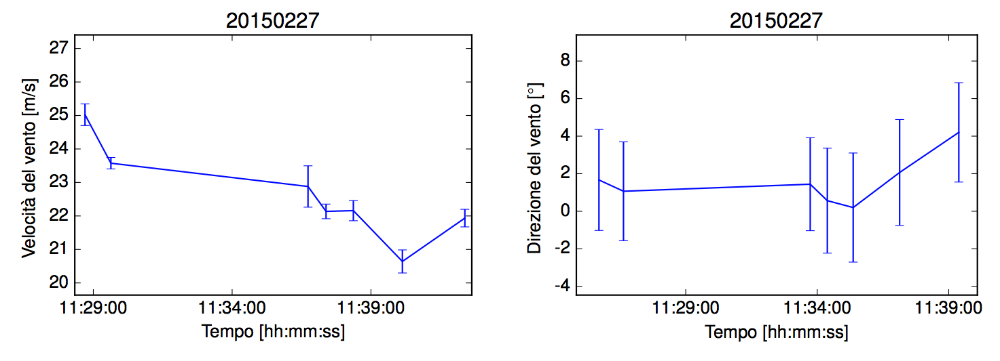 20150227
Velocità del vento [m/s]
27
26
25
24
23
22
21
20
11:29:00 11:34:00 11:39:00
Tempo [hh:mm:ss]
20150227
Direzione del vento [°]
8
6
4
2
0
-2
-4
11:29:00 11:34:00 11:39:00
Tempo [hh:mm:ss]